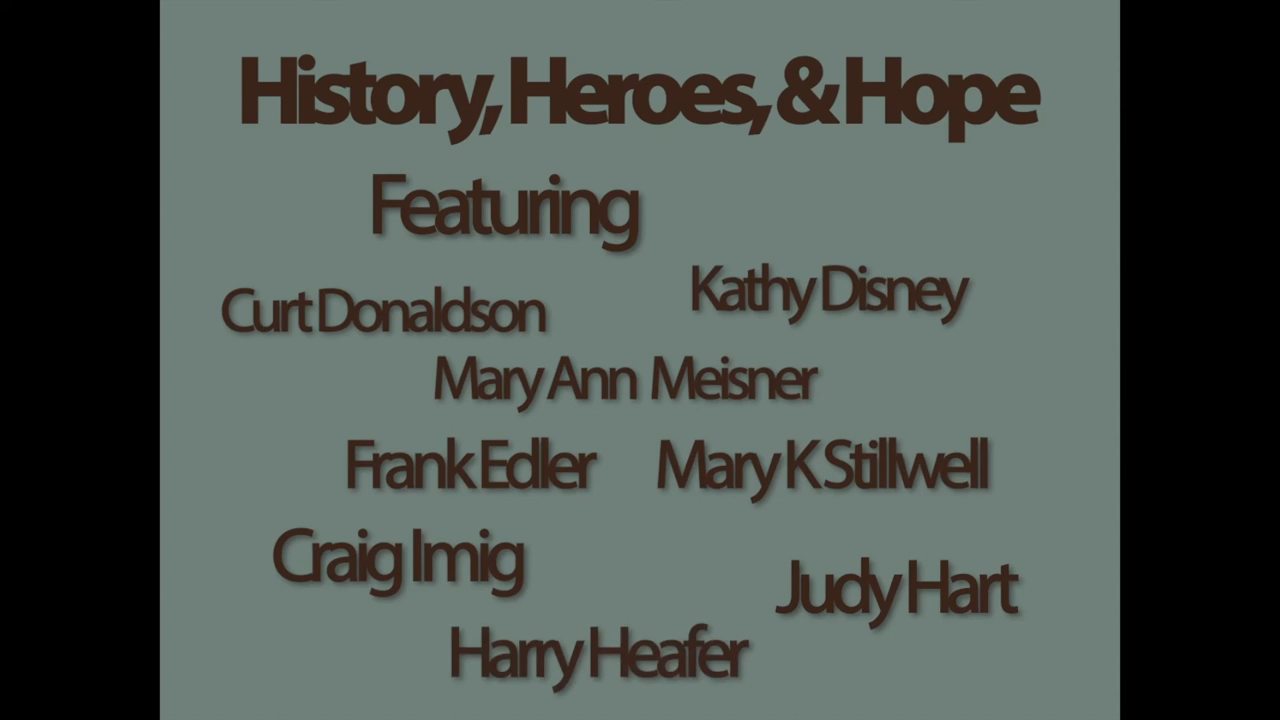 History, Heroes, & Hope
Featuring
Kathy Disney
Curt Donaldson
Mary Ann Meisner
Frank Edler
Mary K Stillwell
Craig Imig
Judy Hart
Harry Heafer